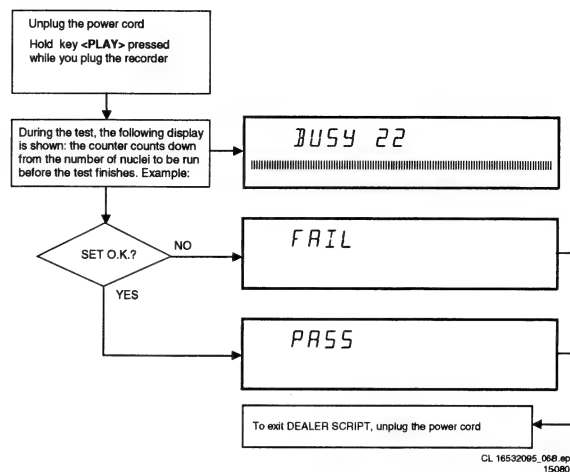 Unplug the power cord
Hold key <PLAY> pressed
while you plug the recorder
During the test, the following display
is shown: the counter counts down
from the number of nuclei to be run
before the test finishes. Example:
BUSY 22
SET O.K.?
NO
FAIL
YES
PASS
To exit DEALER SCRIPT, unplug the power cord
CL 16532095_06B.ep
15080